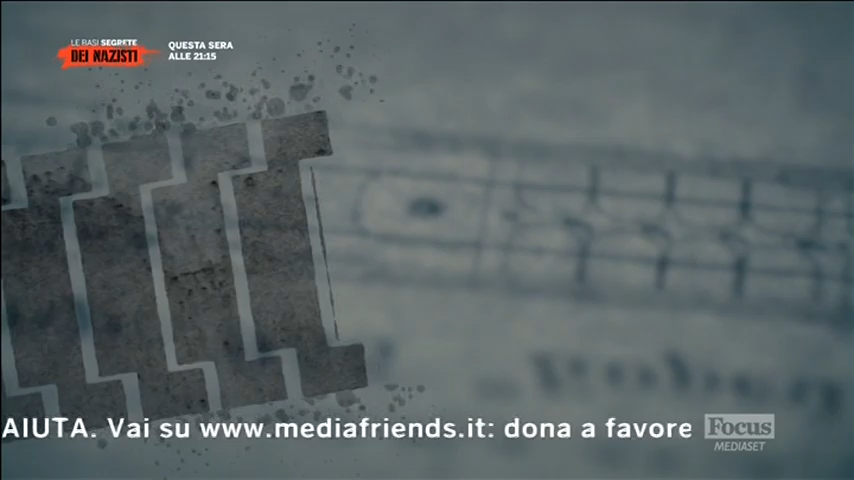 LE BASI SEGRETE
DEI NAZISTI
QUESTA SERA
ALLE 21:15
AIUTA. Vai su www.mediafriends.it: dona a favore
Focus
MEDIASET